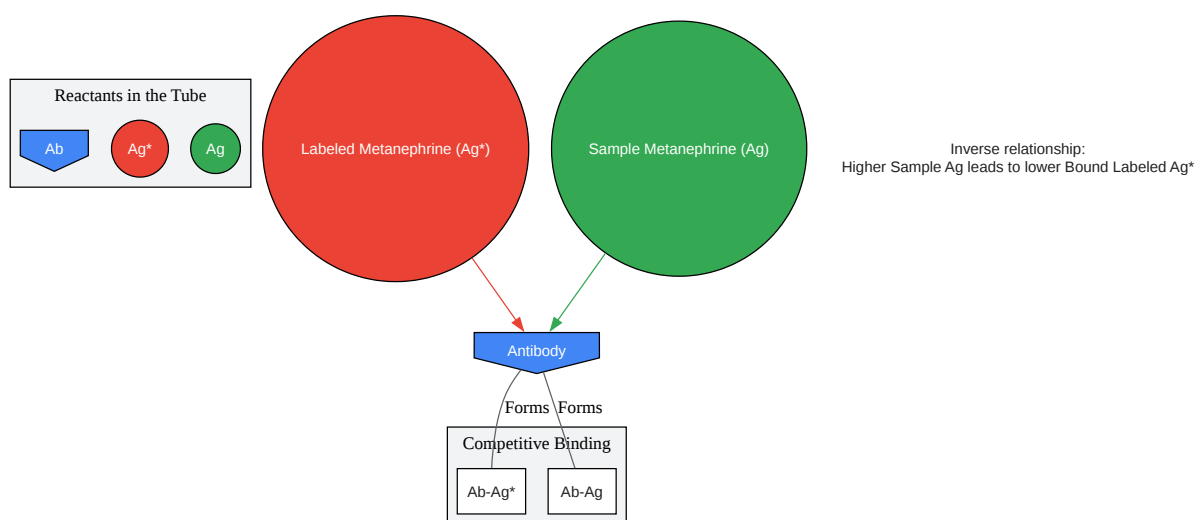 Reactants in the Tube
Ab
Ag*
Ag
Labeled Metanephrine (Ag*)
Sample Metanephrine (Ag)
Inverse relationship:
Higher Sample Ag leads to lower Bound Labeled Ag*
Antibody
Forms
Forms
Competitive Binding
Ab-Ag*
Ab-Ag